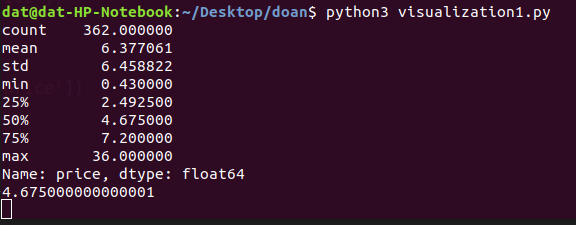 dat@dat-HP-Notebook:~/Desktop/doan$ python3 visualization1.py
count    362.000000
mean       6.377061
std        6.458822
min        0.430000
25%        2.492500
50%        4.675000
75%        7.200000
max       36.000000
Name: price, dtype: float64
4.675000000000001